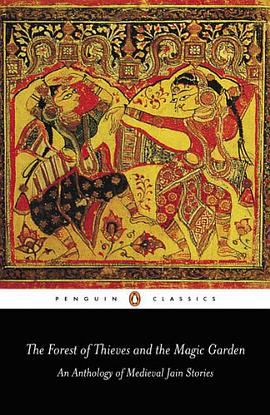 PENGUIN CLASSICS
The Forest of Thieves and the Magic Garden
An Anthology of Medieval Jain Stories